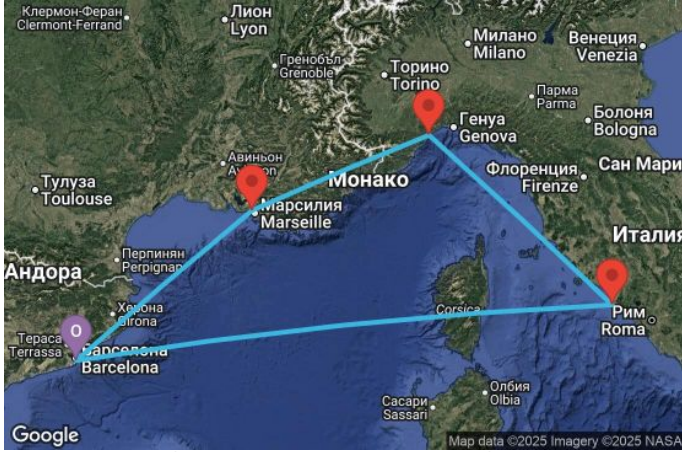 Клермон-Феран
Clermont-Ferrand
Лион
Lyon
Милано
Milano
Венеция
Venezia
Гренобъл
Grenoble
Торино
Torino
Парма
Parma
Генуа
Genova
Болоня
Bologna
Авиньон
Тулуза
Toulouse
Монако
Флоренция
Firenze
Сан Мари
Марсилия
Marseille
Италия
Перпинян
Perpignan
Андора
Херона
Girona
Corsica
Рим
Roma
O
Тераса
Terrassa
Барселона
Barcelona
Олбия
Olbia
Сасари
Sassari
Google
Map data ©2025 Imagery ©2025 NASA